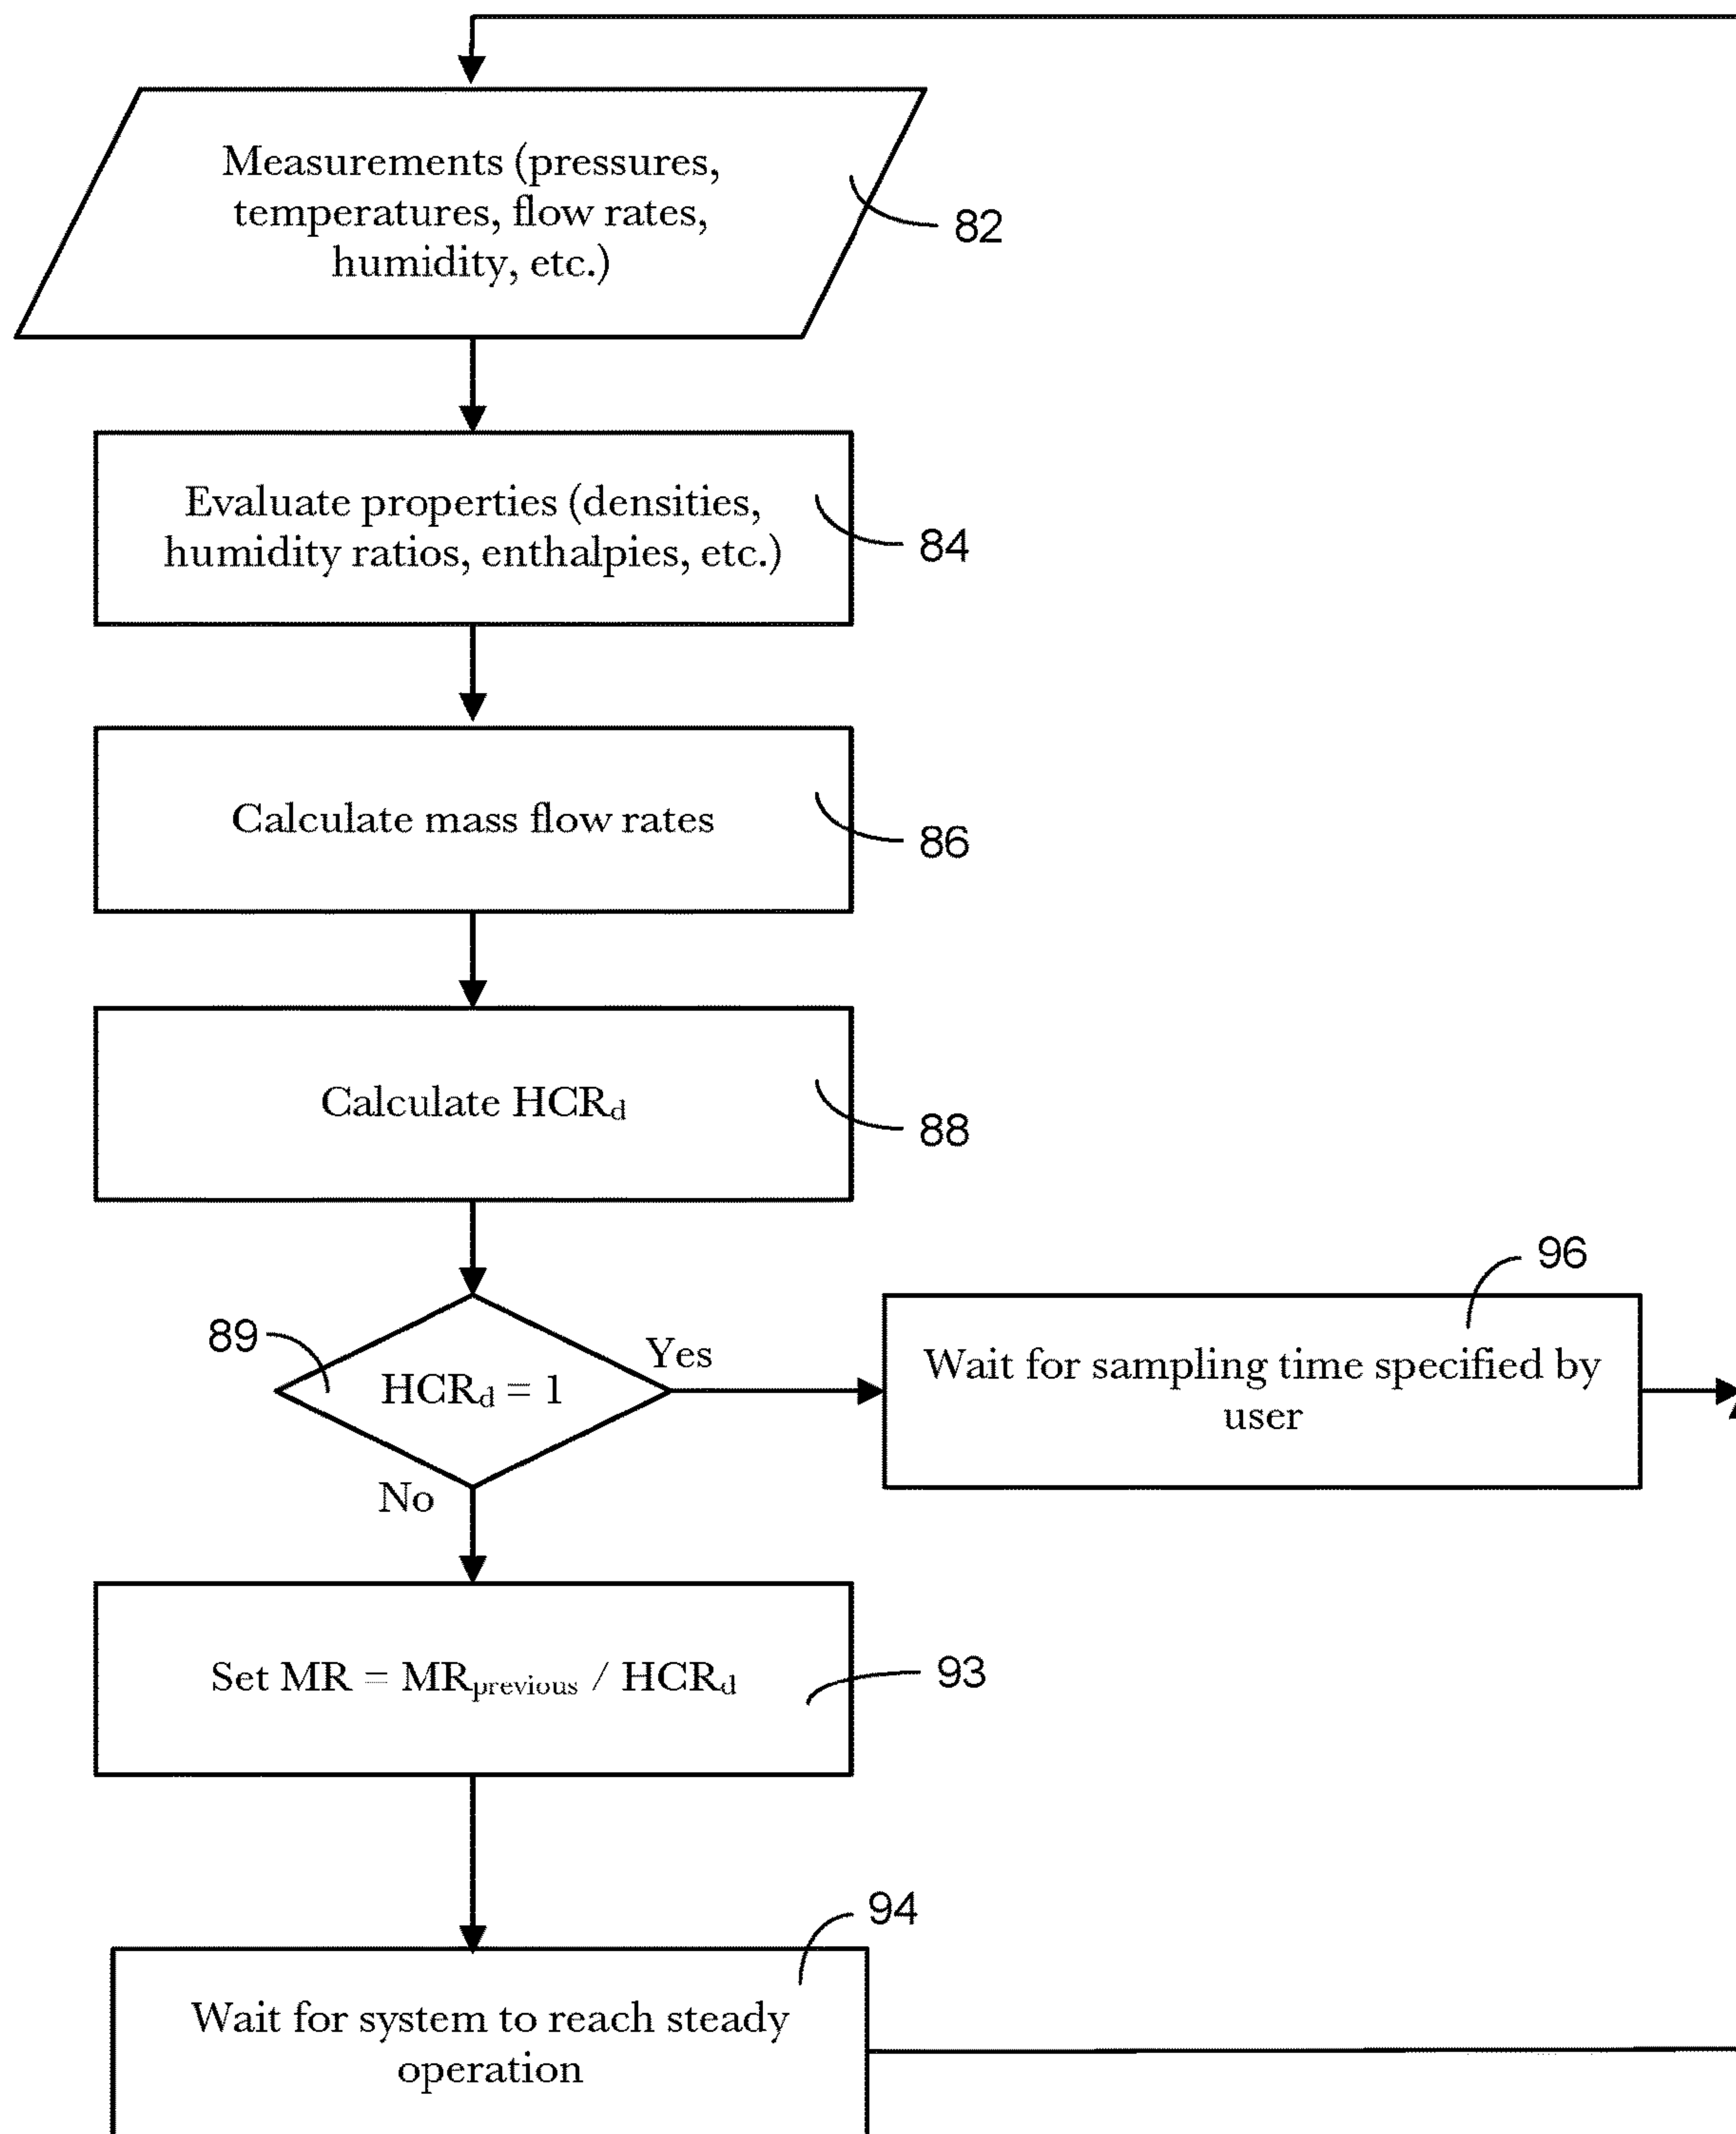 Measurements (pressures,
temperatures, flow rates,
humidity, etc.)
82
Evaluate properties (densities,
humidity ratios, enthalpies, etc.)
84
Calculate mass flow rates
86
Calculate HCRd
88
96
89
HCRd = 1
Yes
Wait for sampling time specified by
user
No
Set MR = MRprevious / HCRd
93
94
Wait for system to reach steady
operation